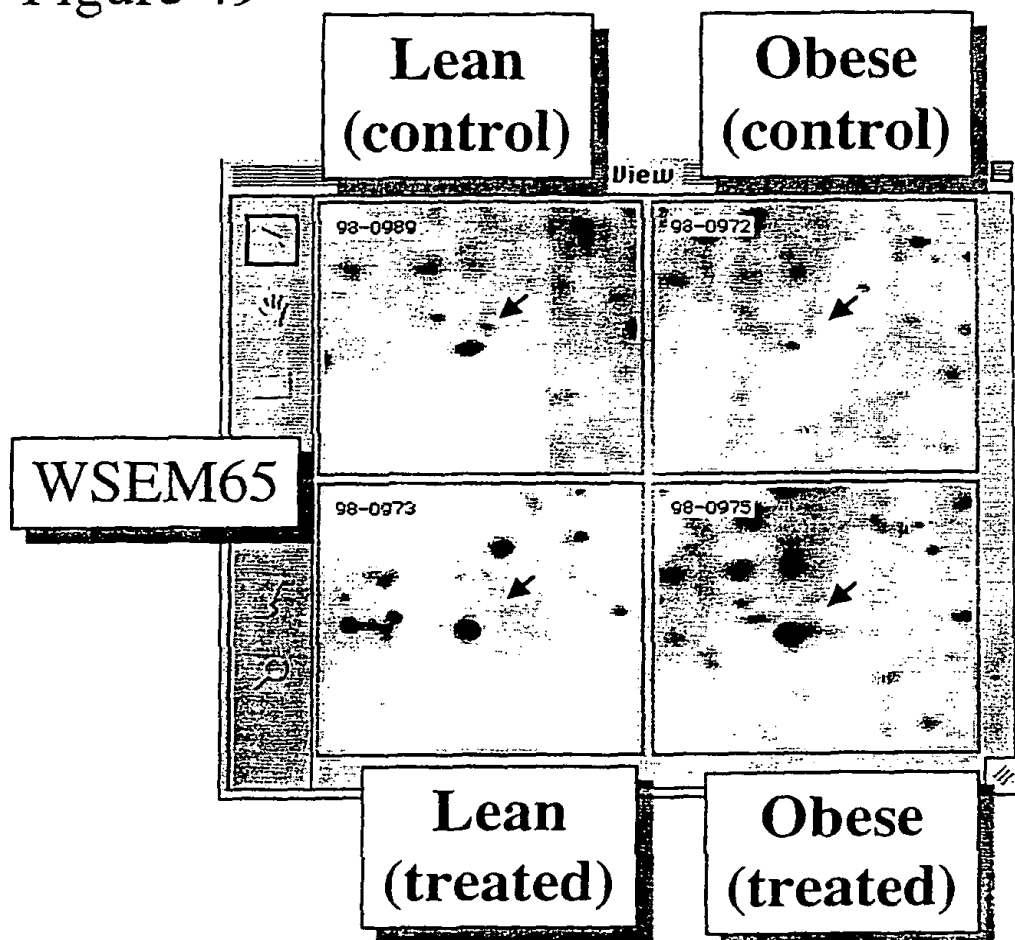 Figure 49
Lean
(control)
Obese
(control)
View
98-0989
98-0972
WSEM65
98-0973
98-0975
Lean
(treated)
Obese
(treated)